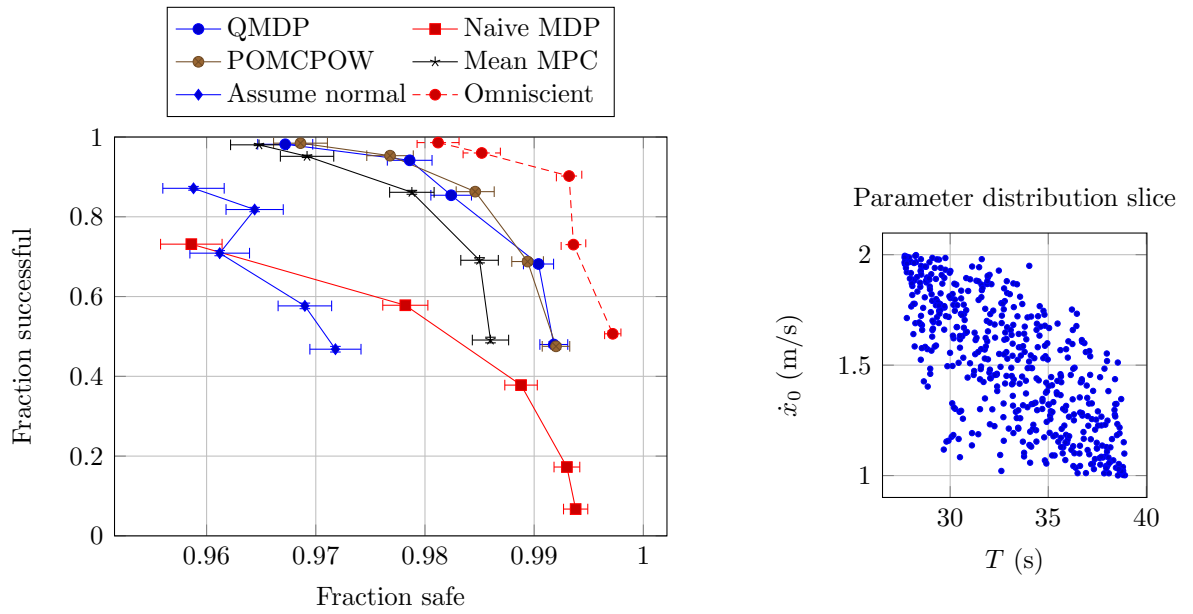 QMDP Naive MDP
POMCPOW Mean MPC
Assume normal Omniscient
1
0.8
0.6
0.4
0.2
0
Fraction successful
0.96 0.97 0.98 0.99 1
Fraction safe
Parameter distribution slice
2
1.5
1
ẋ₀ (m/s)
30 35 40
T (s)